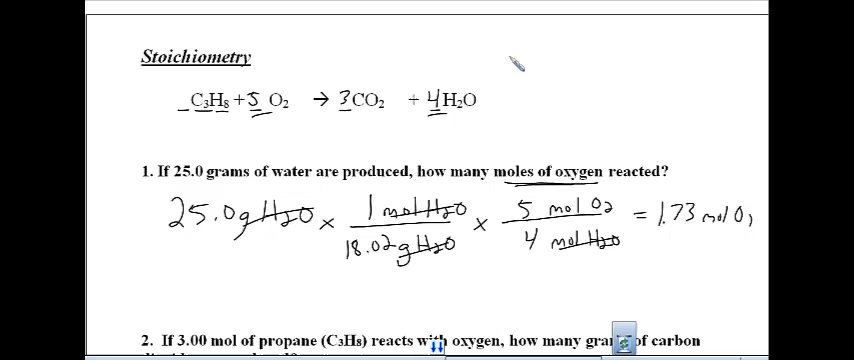 Stoichiometry
_C3H8 + 5 O2 → 3CO2 + 4H2O
1. If 25.0 grams of water are produced, how many moles of oxygen reacted?
25.0g H2O × 1 mol H2O / 18.02g H2O × 5 mol O2 / 4 mol H2O = 1.73 mol O2
2. If 3.00 mol of propane (C3H8) reacts with oxygen, how many of carbon